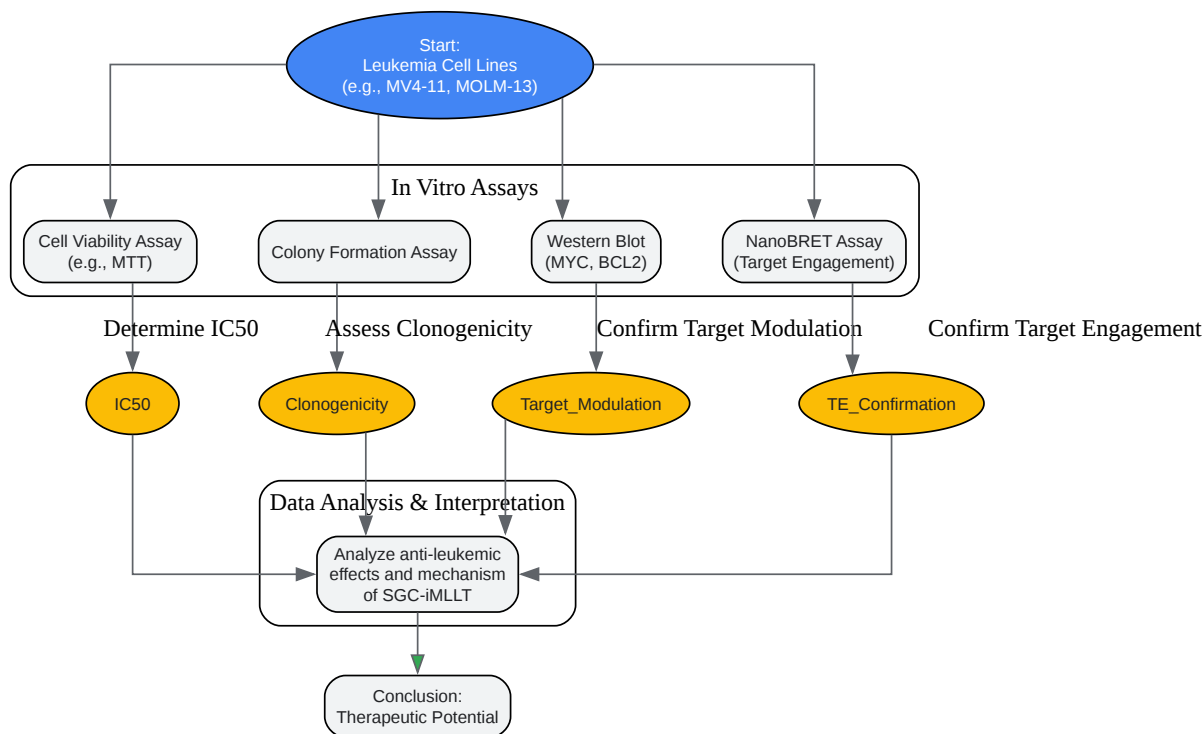 Start:
Leukemia Cell Lines
(e.g., MV4-11, MOLM-13)
In Vitro Assays
Cell Viability Assay
(e.g., MTT)
Colony Formation Assay
Western Blot
(MYC, BCL2)
NanoBRET Assay
(Target Engagement)
Determine IC50
Assess Clonogenicity
Confirm Target Modulation
Confirm Target Engagement
IC50
Clonogenicity
Target_Modulation
TE_Confirmation
Data Analysis & Interpretation
Analyze anti-leukemic
effects and mechanism
of SGC-iMLLT
Conclusion:
Therapeutic Potential